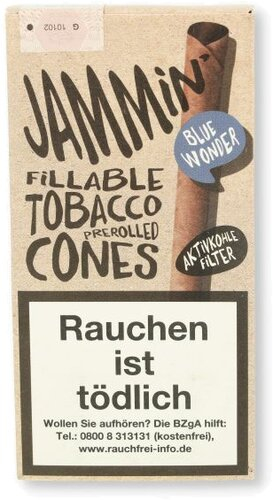 G 10102
JAMMiN'
BLUE
WONDER
FiLLABLE
TOBACCO
PREROLLED
CONES
AKTIVKOHLE
FILTER
Rauchen
ist
tödlich
Wollen Sie aufhören? Die BZgA hilft:
Tel.: 0800 8 313131 (kostenfrei),
www.rauchfrei-info.de